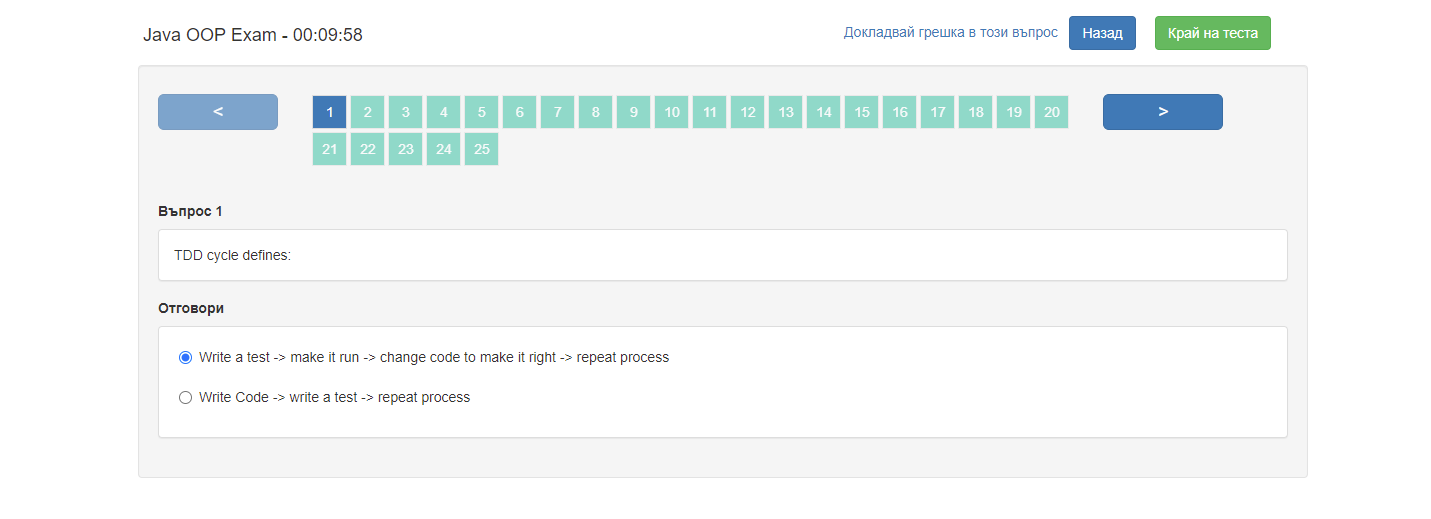 Java OOP Exam - 00:09:58
Докладвай грешка в този въпрос
Назад
Край на теста
<
1 2 3 4 5 6 7 8 9 10 11 12 13 14 15 16 17 18 19 20
>
21 22 23 24 25
Въпрос 1
TDD cycle defines:
Отговори
Write a test -> make it run -> change code to make it right -> repeat process
Write Code -> write a test -> repeat process